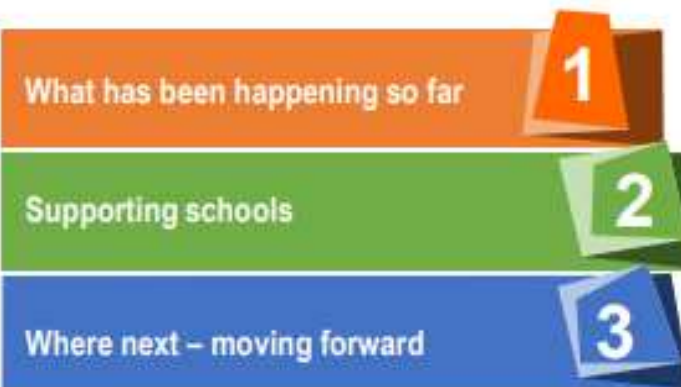 What has been happening so far 1
Supporting schools 2
Where next – moving forward 3